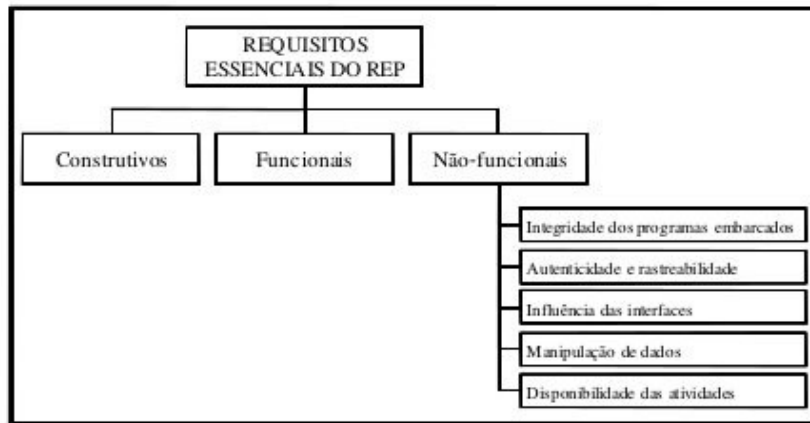 REQUISITOS
ESSENCIAIS DO REP
Construtivos
Funcionais
Não-funcionais
Integridade dos programas embarcados
Autenticidade e rastreabilidade
Influência das interfaces
Manipulação de dados
Disponibilidade das atividades